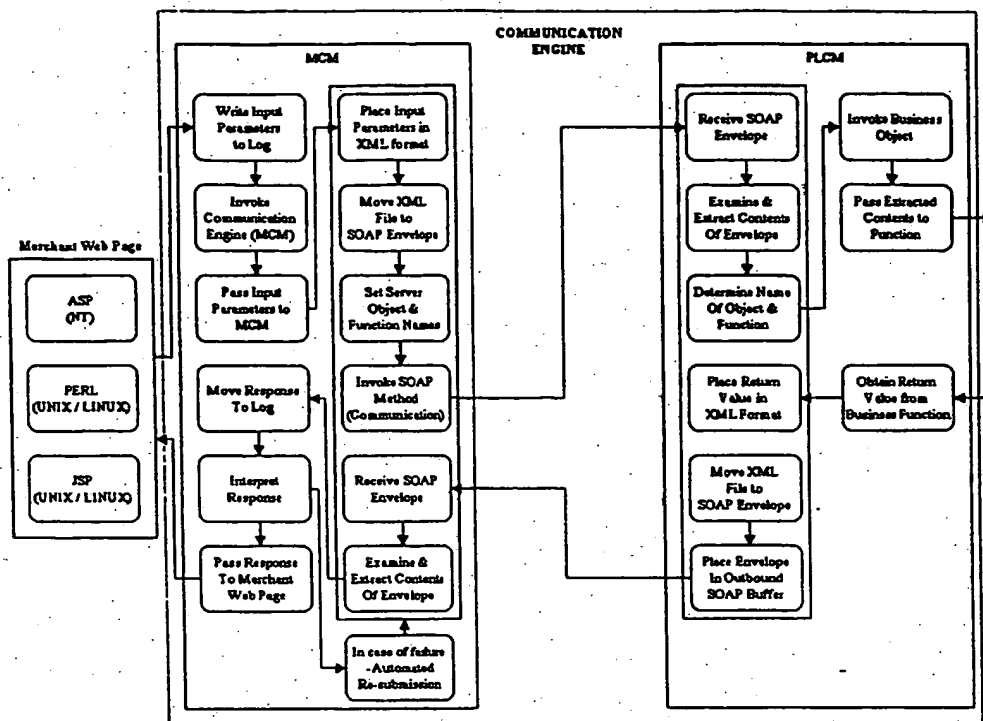 COMMUNICATION
ENGINE
MCM
PLCM
Write Input
Parameters
to Log
Place Input
Parameters in
XML format
Receive SOAP
Envelope
Invoke Business
Object
Invoke
Communication
Engine (MCM)
Move XML
File to
SOAP Envelope
Examine &
Extract Contents
Of Envelope
Pass Extracted
Contents to
Function
Merchant Web Page
ASP
(NT)
Pass Input
Parameters to
MCM
Set Server
Object &
Function Names
Determine Name
Of Object &
Function
PERL
(UNIX / LINUX)
Move Response
To Log
Invoke SOAP
Method
(Communication)
Place Return
Value in
XML Format
Obtain Return
Value from
Business Function
JSP
(UNIX / LINUX)
Interpret
Response
Receive SOAP
Envelope
Move XML
File to
SOAP Envelope
Pass Response
To Merchant
Web Page
Examine &
Extract Contents
Of Envelope
Place Envelope
In Outbound
SOAP Buffer
In case of failure
-Automated
Re-submission